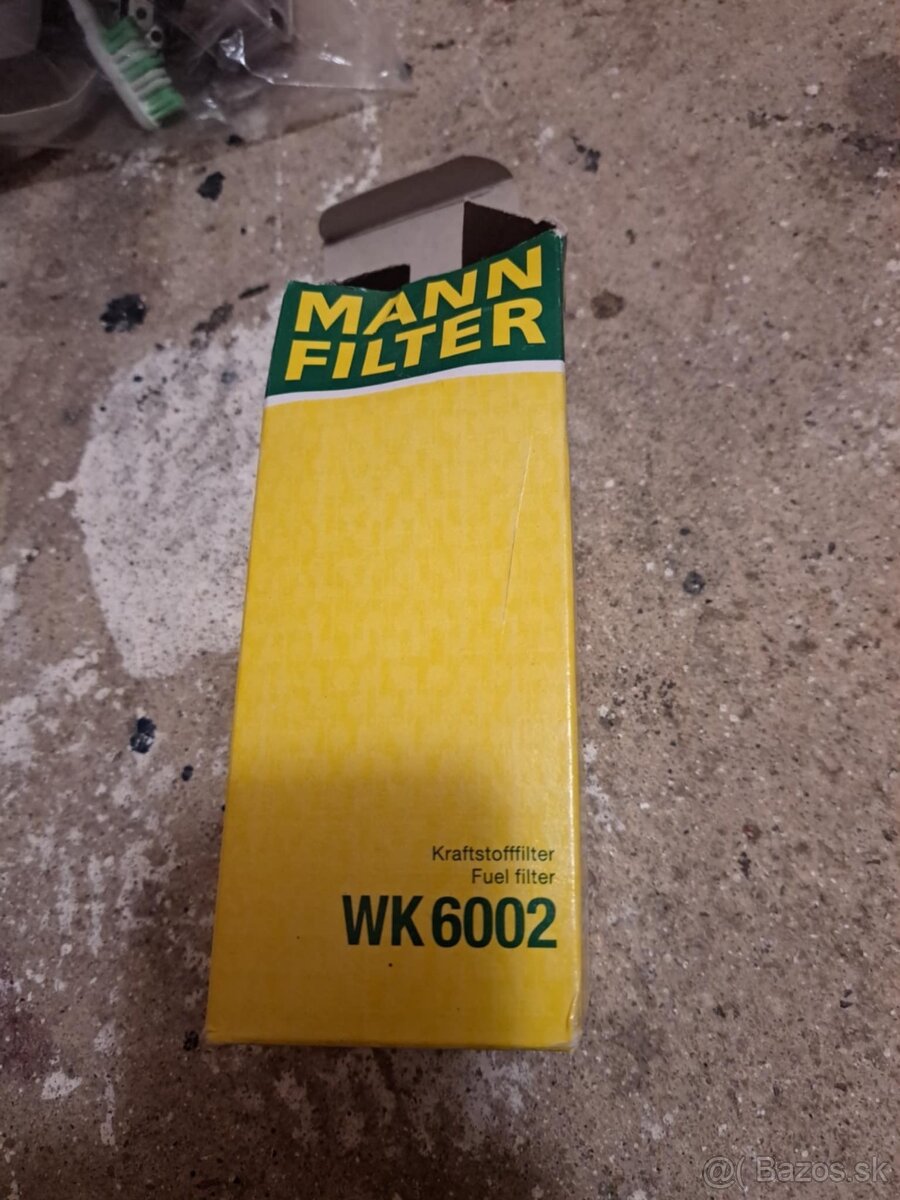 MANN
FILTER
Kraftstofffilter
Fuel filter
WK 6002
@( Bazos.sk